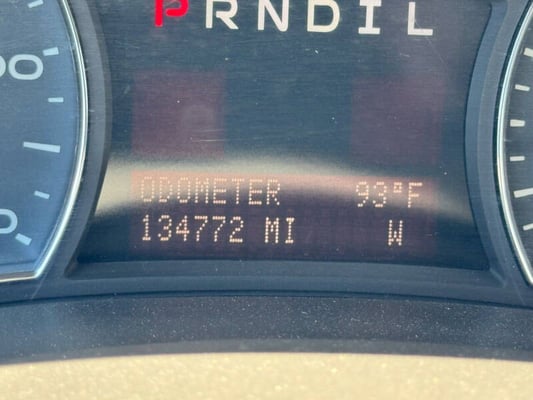 PRNDIL
ODOMETER 93°F
134772 MI W